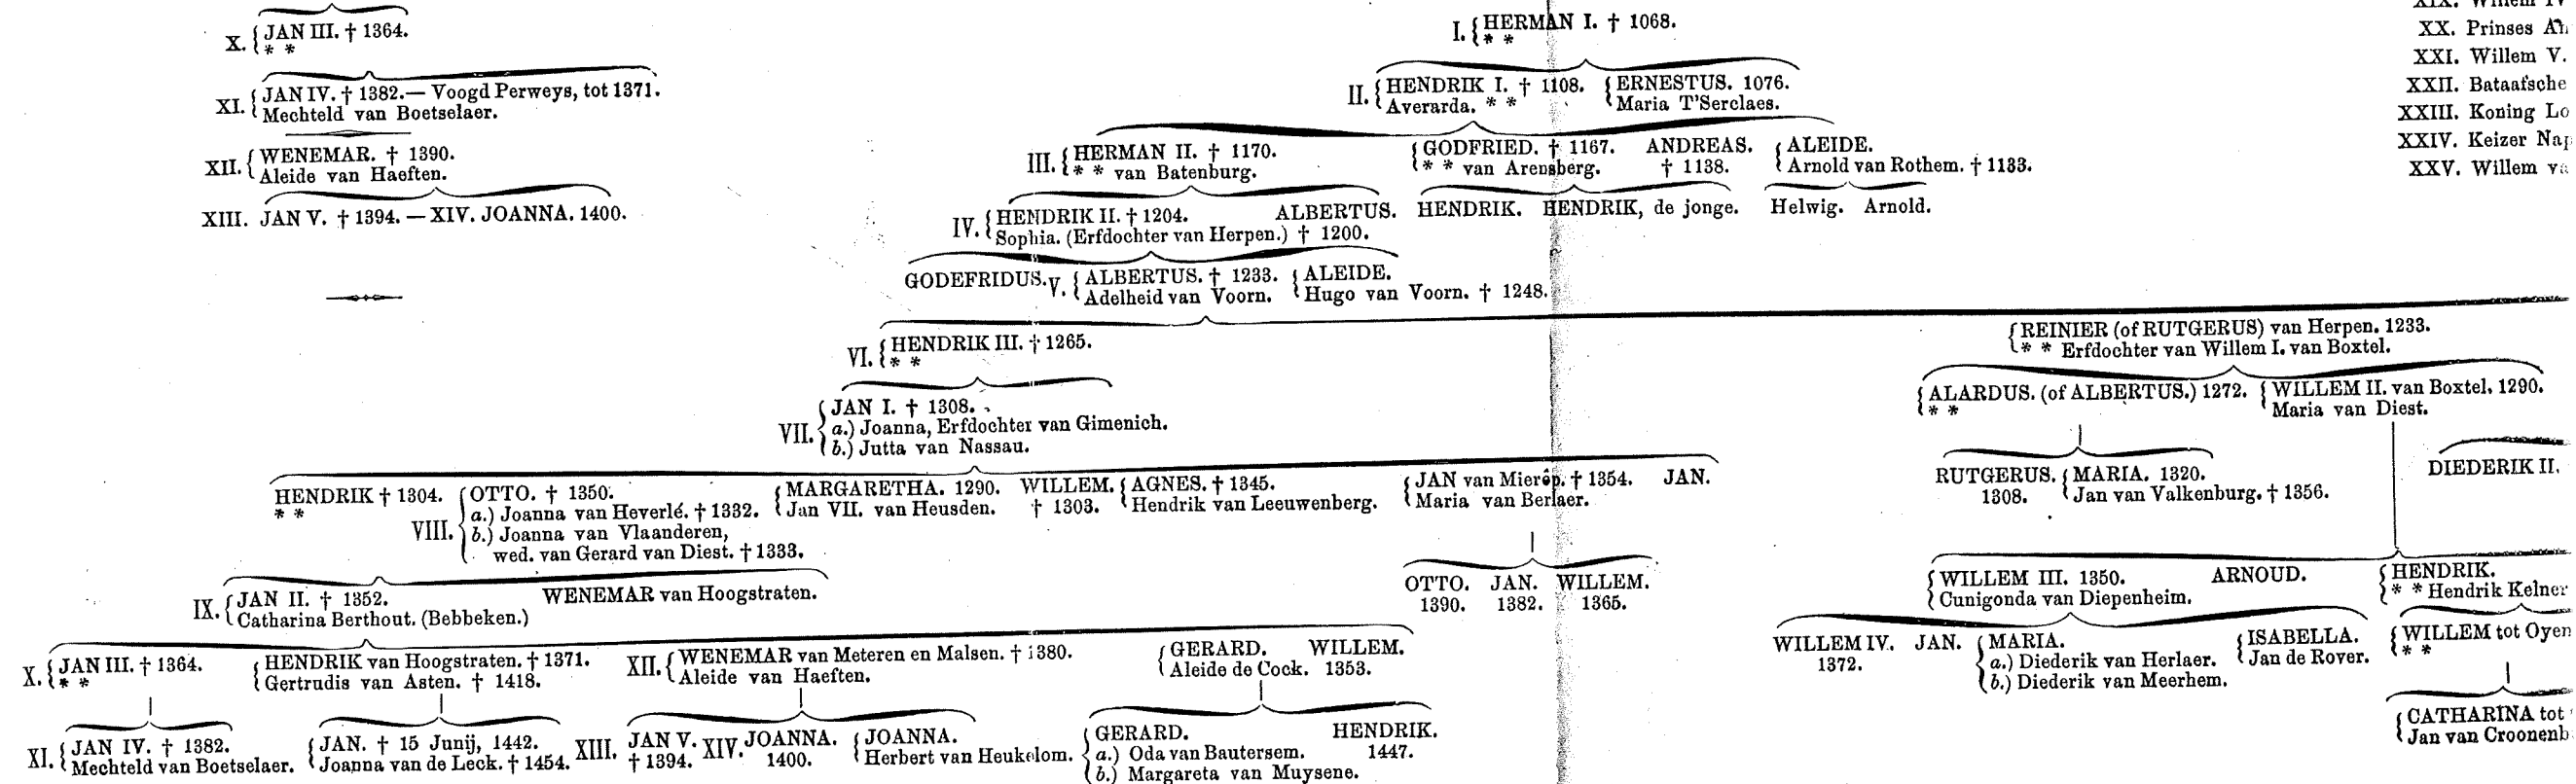 X. JAN III. † 1364.
* *
XI. JAN IV. † 1382.— Voogd Perweys, tot 1371.
Mechteld van Boetselaer.
XII. WENEMAR. † 1390.
Aleide van Haeften.
XIII. JAN V. † 1394. — XIV. JOANNA. 1400.
I. HERMAN I. † 1068.
* *
II. HENDRIK I. † 1108. ERNESTUS. 1076.
Averarda. * * Maria T'Serclaes.
III. HERMAN II. † 1170. GODFRIED. † 1167. ANDREAS. ALEIDE.
* * van Batenburg. * * van Arensberg. † 1138. Arnold van Rothem. † 1133.
IV. HENDRIK II. † 1204. ALBERTUS. HENDRIK. HENDRIK, de jonge. Helwig. Arnold.
Sophia. (Erfdochter van Herpen.) † 1200.
GODEFRIDUS. V. ALBERTUS. † 1233. ALEIDE.
Adelheid van Voorn. Hugo van Voorn. † 1248.
XX. Prinses
XXI. Willem V.
XXII. Bataafsche
XXIII. Koning Lo
XXIV. Keizer Nap
XXV. Willem va
VI. HENDRIK III. † 1265.
* *
REINIER (of RUTGERUS) van Herpen. 1233.
* * Erfdochter van Willem I. van Boxtel.
VII. JAN I. † 1308.
a.) Joanna, Erfdochter van Gimenich.
b.) Jutta van Nassau.
ALARDUS. (of ALBERTUS.) 1272. WILLEM II. van Boxtel. 1290.
* * Maria van Diest.
HENDRIK † 1304. OTTO. † 1350. MARGARETHA. 1290. WILLEM. AGNES. † 1345. JAN van Mierôp. † 1354. JAN.
* * a.) Joanna van Heverlé. † 1332. Jan VII. van Heusden. † 1303. Hendrik van Leeuwenberg. Maria van Berlaer.
VIII. b.) Joanna van Vlaanderen,
wed. van Gerard van Diest. † 1333.
RUTGERUS. MARIA. 1320. DIEDERIK II.
1308. Jan van Valkenburg. † 1356.
IX. JAN II. † 1352. WENEMAR van Hoogstraten.
Catharina Berthout. (Bebbeken.)
OTTO. JAN. WILLEM.
1390. 1382. 1365.
WILLEM III. 1350. ARNOUD. HENDRIK.
Cunigonda van Diepenheim. * * Hendrik Kelner
X. JAN III. † 1364. HENDRIK van Hoogstraten. † 1371. XII. WENEMAR van Meteren en Malsen. † 1380. GERARD. WILLEM.
* * Gertrudis van Asten. † 1418. Aleide van Haeften. Aleide de Cock. 1353.
WILLEM IV. JAN. MARIA. ISABELLA. WILLEM tot Oyen
1372. a.) Diederik van Herlaer. Jan de Rover. * *
b.) Diederik van Meerhem.
XI. JAN IV. † 1382. JAN. † 15 Junij, 1442. XIII. JAN V. XIV. JOANNA. JOANNA. GERARD. HENDRIK.
Mechteld van Boetselaer. Joanna van de Leck. † 1454. † 1394. 1400. Herbert van Heukelom. a.) Oda van Bautersem. 1447.
b.) Margareta van Muysene.
CATHARINA tot
Jan van Croonenb